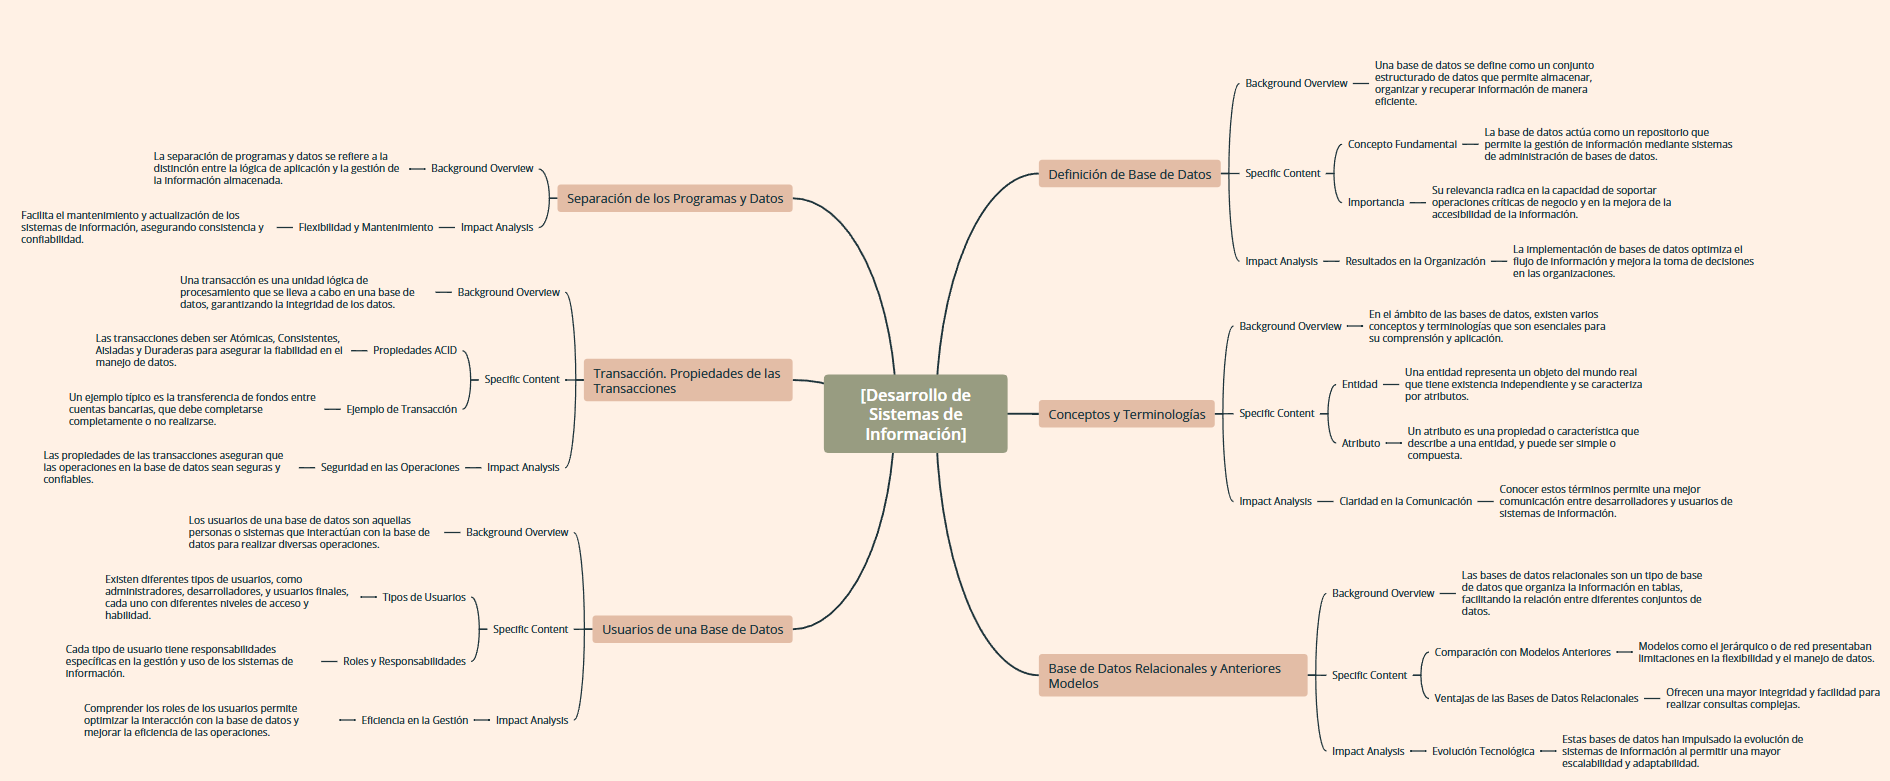 [Desarrollo de
Sistemas de
Información]
Definición de Base de Datos
Background Overview
Una base de datos se define como un conjunto
estructurado de datos que permite almacenar,
organizar y recuperar información de manera
eficiente.
Specific Content
Concepto Fundamental
La base de datos actúa como un repositorio que
permite la gestión de información mediante sistemas
de administración de bases de datos.
Importancia
Su relevancia radica en la capacidad de soportar
operaciones críticas de negocio y en la mejora de la
accesibilidad de la información.
Impact Analysis
Resultados en la Organización
La implementación de bases de datos optimiza el
flujo de información y mejora la toma de decisiones
en las organizaciones.
Conceptos y Terminologías
Background Overview
En el ámbito de las bases de datos, existen varios
conceptos y terminologías que son esenciales para
su comprensión y aplicación.
Specific Content
Entidad
Una entidad representa un objeto del mundo real
que tiene existencia independiente y se caracteriza
por atributos.
Atributo
Un atributo es una propiedad o característica que
describe a una entidad, y puede ser simple o
compuesta.
Impact Analysis
Claridad en la Comunicación
Conocer estos términos permite una mejor
comunicación entre desarrolladores y usuarios de
sistemas de información.
Base de Datos Relacionales y Anteriores
Modelos
Background Overview
Las bases de datos relacionales son un tipo de base
de datos que organiza la información en tablas,
facilitando la relación entre diferentes conjuntos de
datos.
Specific Content
Comparación con Modelos Anteriores
Modelos como el jerárquico o de red presentaban
limitaciones en la flexibilidad y el manejo de datos.
Ventajas de las Bases de Datos Relacionales
Ofrecen una mayor integridad y facilidad para
realizar consultas complejas.
Impact Analysis
Evolución Tecnológica
Estas bases de datos han impulsado la evolución de
sistemas de información al permitir una mayor
escalabilidad y adaptabilidad.
Separación de los Programas y Datos
Background Overview
La separación de programas y datos se refiere a la
distinción entre la lógica de aplicación y la gestión de
la información almacenada.
Impact Analysis
Flexibilidad y Mantenimiento
Facilita el mantenimiento y actualización de los
sistemas de información, asegurando consistencia y
confiabilidad.
Transacción. Propiedades de las
Transacciones
Background Overview
Una transacción es una unidad lógica de
procesamiento que se lleva a cabo en una base de
datos, garantizando la integridad de los datos.
Specific Content
Propiedades ACID
Las transacciones deben ser Atómicas, Consistentes,
Aisladas y Duraderas para asegurar la fiabilidad en el
manejo de datos.
Ejemplo de Transacción
Un ejemplo típico es la transferencia de fondos entre
cuentas bancarias, que debe completarse
completamente o no realizarse.
Impact Analysis
Seguridad en las Operaciones
Las propiedades de las transacciones aseguran que
las operaciones en la base de datos sean seguras y
confiables.
Usuarios de una Base de Datos
Background Overview
Los usuarios de una base de datos son aquellas
personas o sistemas que interactúan con la base de
datos para realizar diversas operaciones.
Specific Content
Tipos de Usuarios
Existen diferentes tipos de usuarios, como
administradores, desarrolladores, y usuarios finales,
cada uno con diferentes niveles de acceso y
habilidad.
Roles y Responsabilidades
Cada tipo de usuario tiene responsabilidades
específicas en la gestión y uso de los sistemas de
información.
Impact Analysis
Eficiencia en la Gestión
Comprender los roles de los usuarios permite
optimizar la interacción con la base de datos y
mejorar la eficiencia de las operaciones.